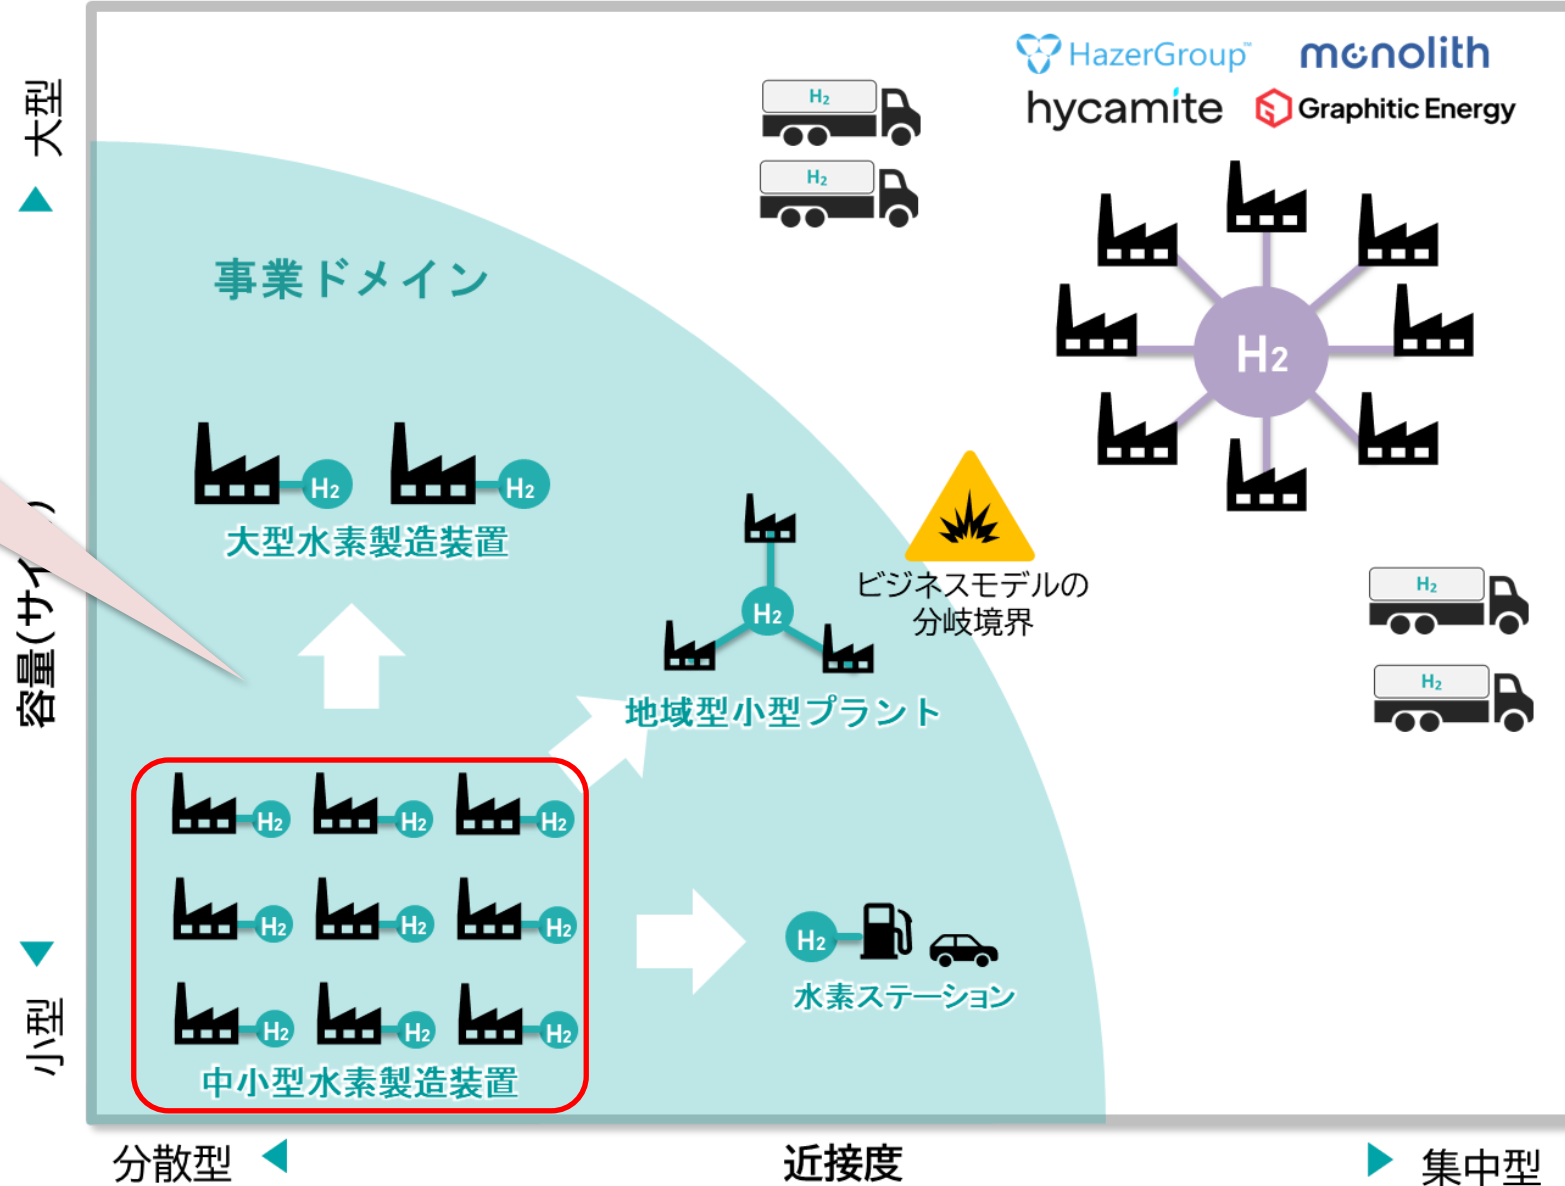 HazerGroup™
monolith
hycamite
Graphitic Energy
大型
H2
H2
事業ドメイン
H2
H2
H2
大型水素製造装置
H2
ビジネスモデルの
分岐境界
容量(サイ
H2
H2
地域型小型プラント
H2
H2
H2
H2
H2
H2
H2
水素ステーション
H2
H2
H2
小型
中小型水素製造装置
分散型
近接度
集中型